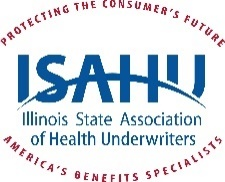 PROTECTING THE CONSUMER'S FUTURE
ISAHU
Illinois State Association
of Health Underwriters
AMERICA'S BENEFITS SPECIALISTS